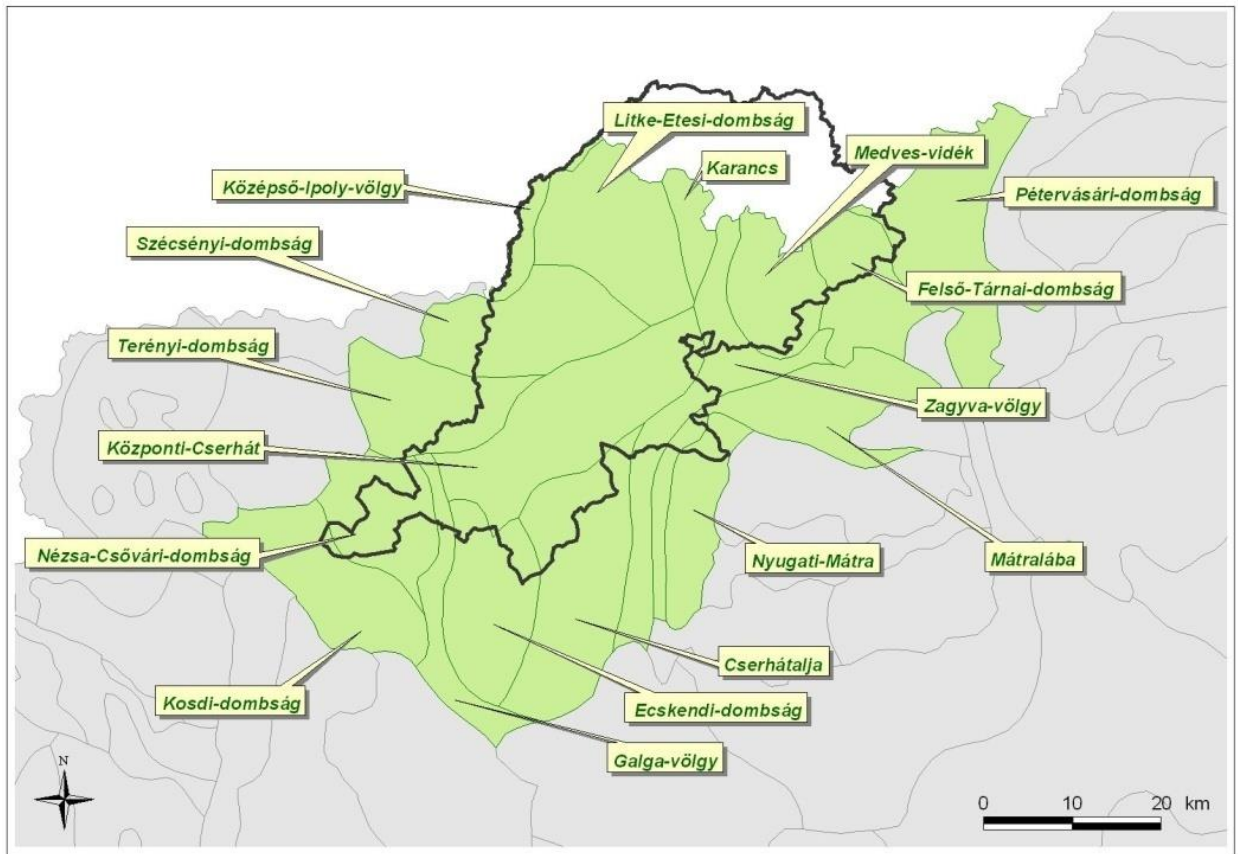 Litke-Etesi-dombság
Medves-vidék
Karancs
Középső-Ipoly-völgy
Pétervásári-dombság
Szécsényi-dombság
Felső-Tárnai-dombság
Terényi-dombság
Zagyva-völgy
Központi-Cserhát
Nézsa-Csővári-dombság
Nyugati-Mátra
Mátralába
Cserhátalja
Kosdi-dombság
Ecskendi-dombság
Galga-völgy
N
0 10 20 km